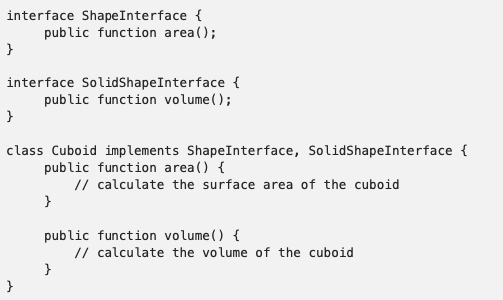 interface ShapeInterface {
public function area();
}
interface SolidShapeInterface {
public function volume();
}
class Cuboid implements ShapeInterface, SolidShapeInterface {
public function area() {
// calculate the surface area of the cuboid
}
public function volume() {
// calculate the volume of the cuboid
}
}